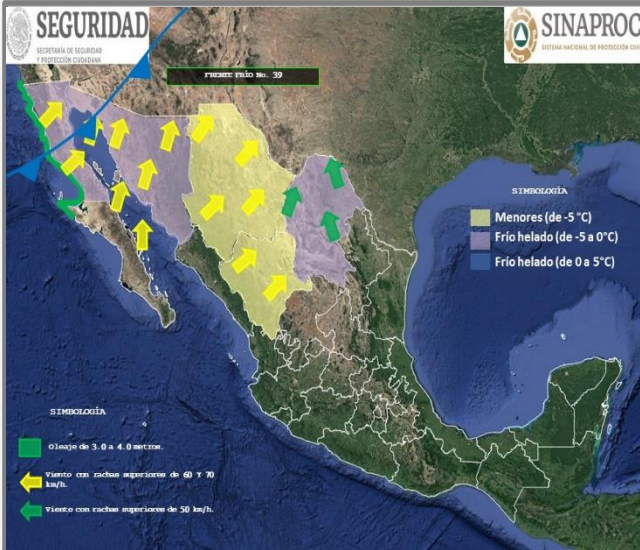 SEGURIDAD
SECRETARÍA DE SEGURIDAD
Y PROTECCIÓN CIUDADANA
SINAPROC
SISTEMA NACIONAL DE PROTECCIÓN CIVI
FRENTE FRÍO No. 39
SIMBOLOGÍA
Menores (de -5 °C)
Frío helado (de -5 a 0°C)
Frío helado (de 0 a 5°C)
SIMBOLOGÍA
Oleaje de 3.0 a 4.0 metros.
Viento con rachas superiores de 60 Y 70
km/h.
Viento con rachas superiores de 50 km/h.